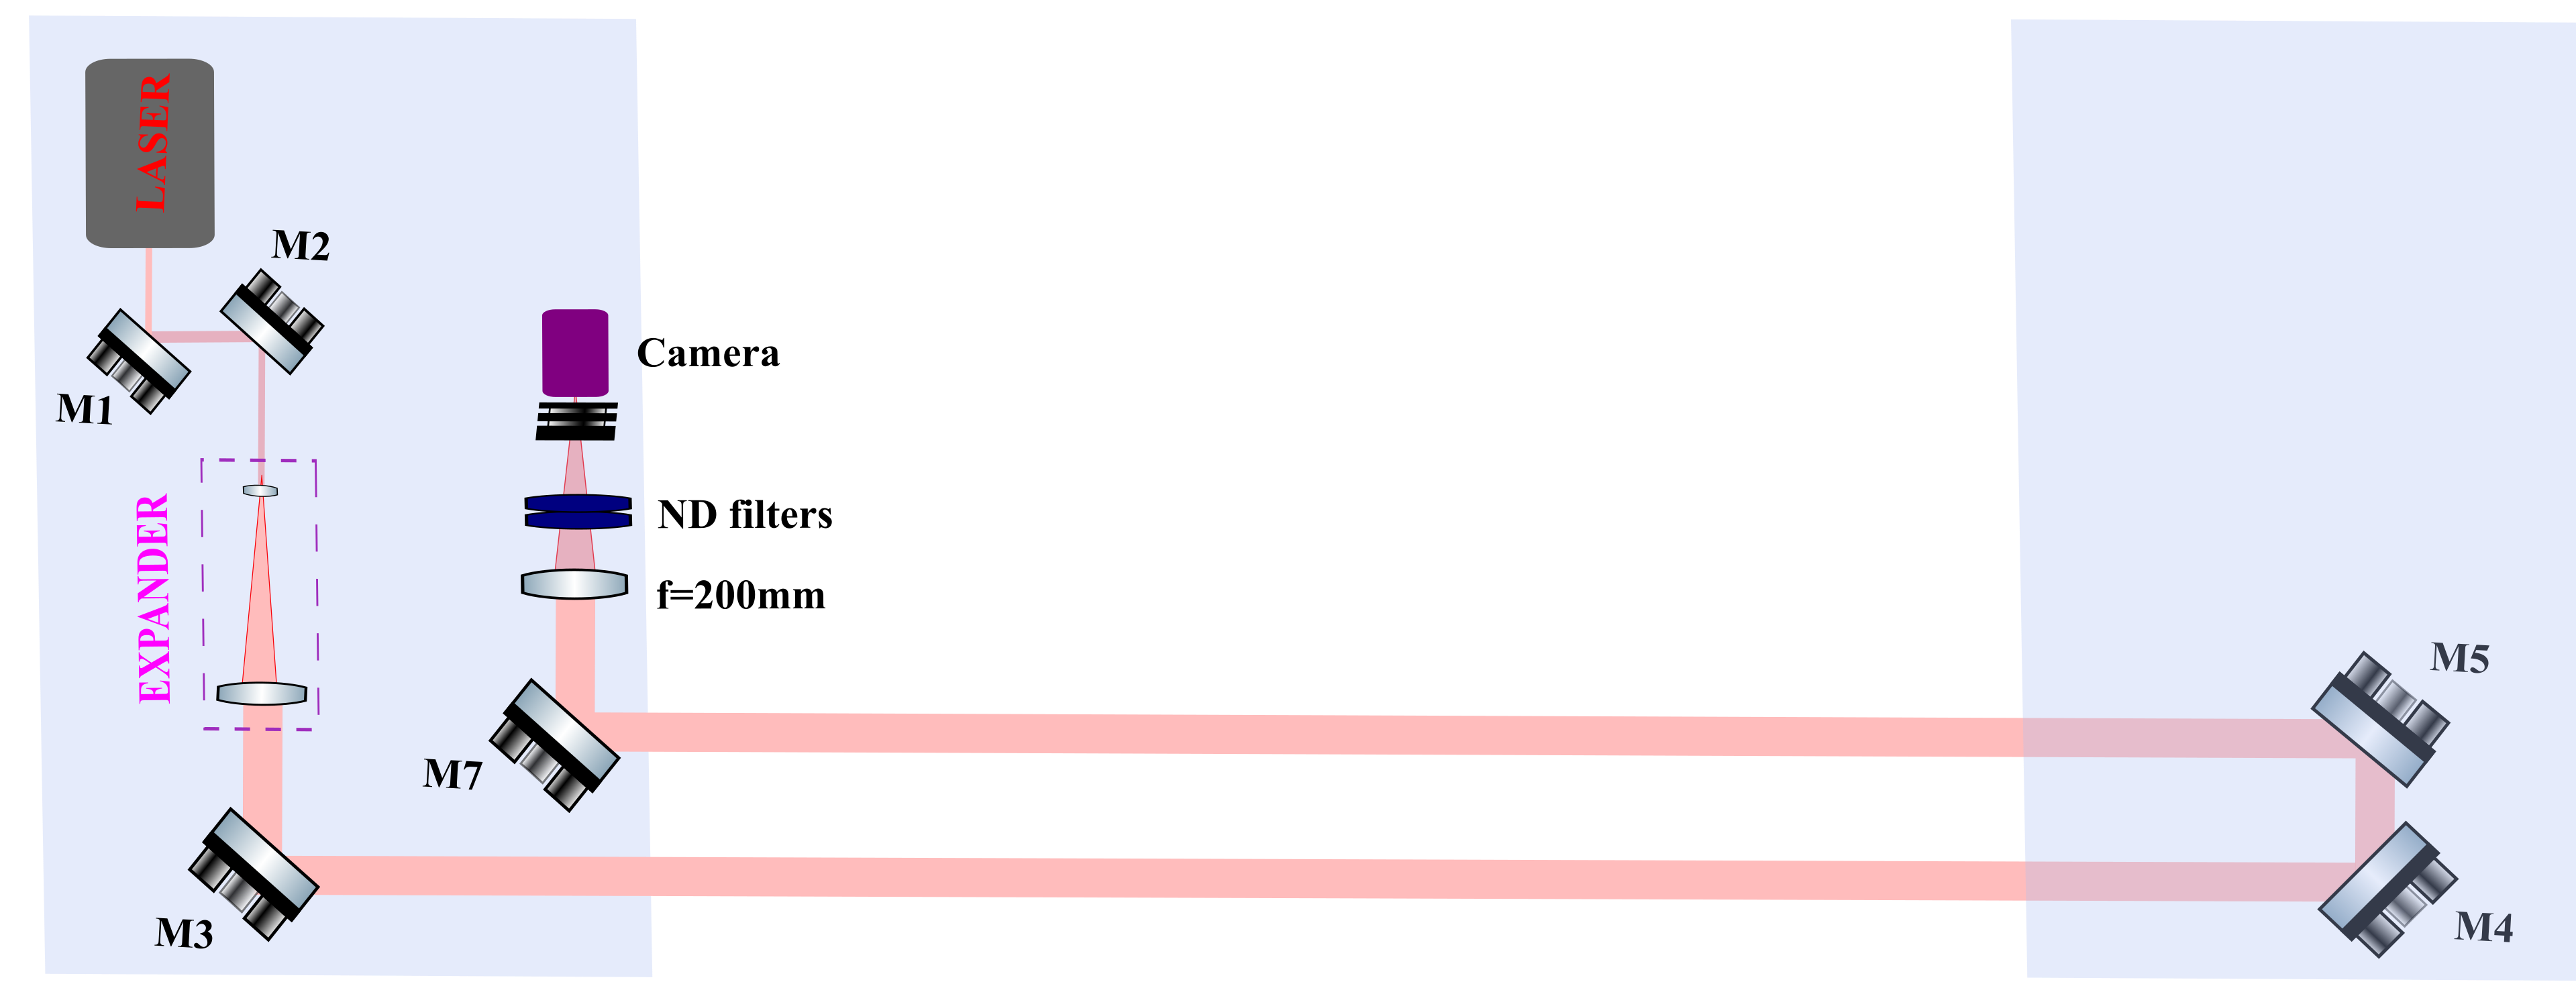 LASER
M2
M1
Camera
EXPANDER
ND filters
f=200mm
M5
M7
M3
M4